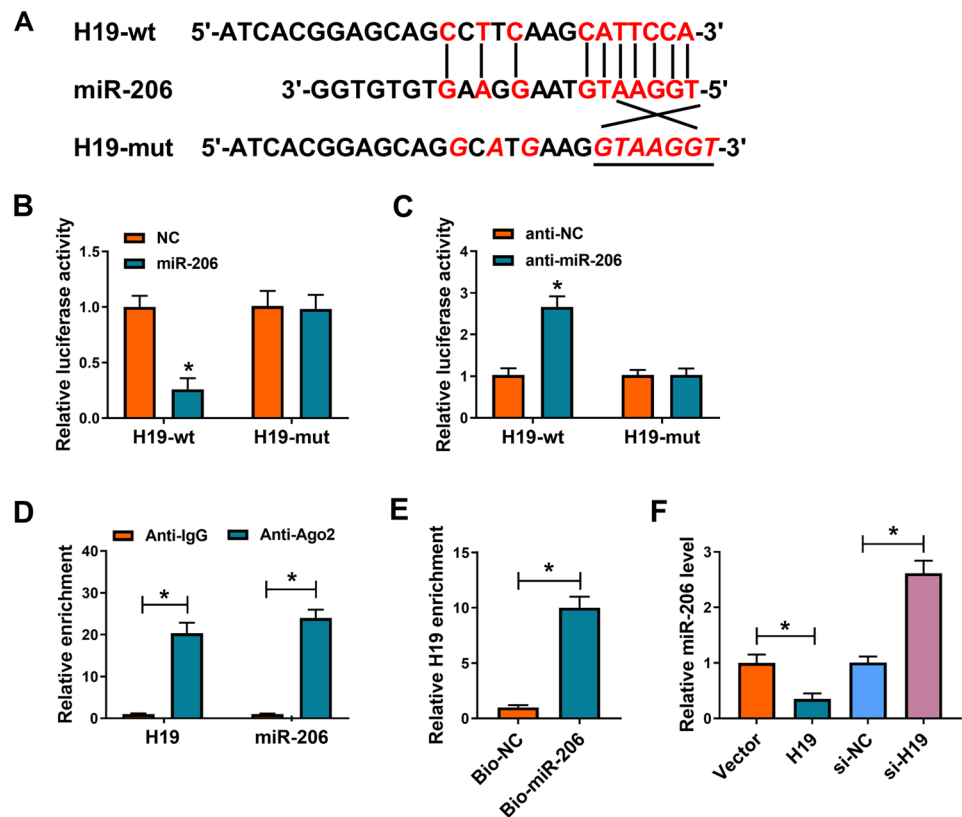 A
H19-wt 5'-ATCACGGAGCAGCCTTCAAGCATTCCA-3'
miR-206 3'-GGTGTGTGAAGGAATGTAAGGT-5'
H19-mut 5'-ATCACGGAGCAGGCATGAAGGTAAGGT-3'
B
NC
miR-206
Relative luciferase activity
1.5
1.0
0.5
0.0
H19-wt H19-mut
C
anti-NC
anti-miR-206
Relative luciferase activity
4
3
2
1
0
H19-wt H19-mut
*
*
D
Anti-IgG Anti-Ago2
Relative enrichment
40
30
20
10
0
* *
H19 miR-206
E
Relative H19 enrichment
15
10
5
0
*
Bio-NC
Bio-miR-206
F
Relative miR-206 level
3
2
1
0
* *
Vector
H19
si-NC
si-H19